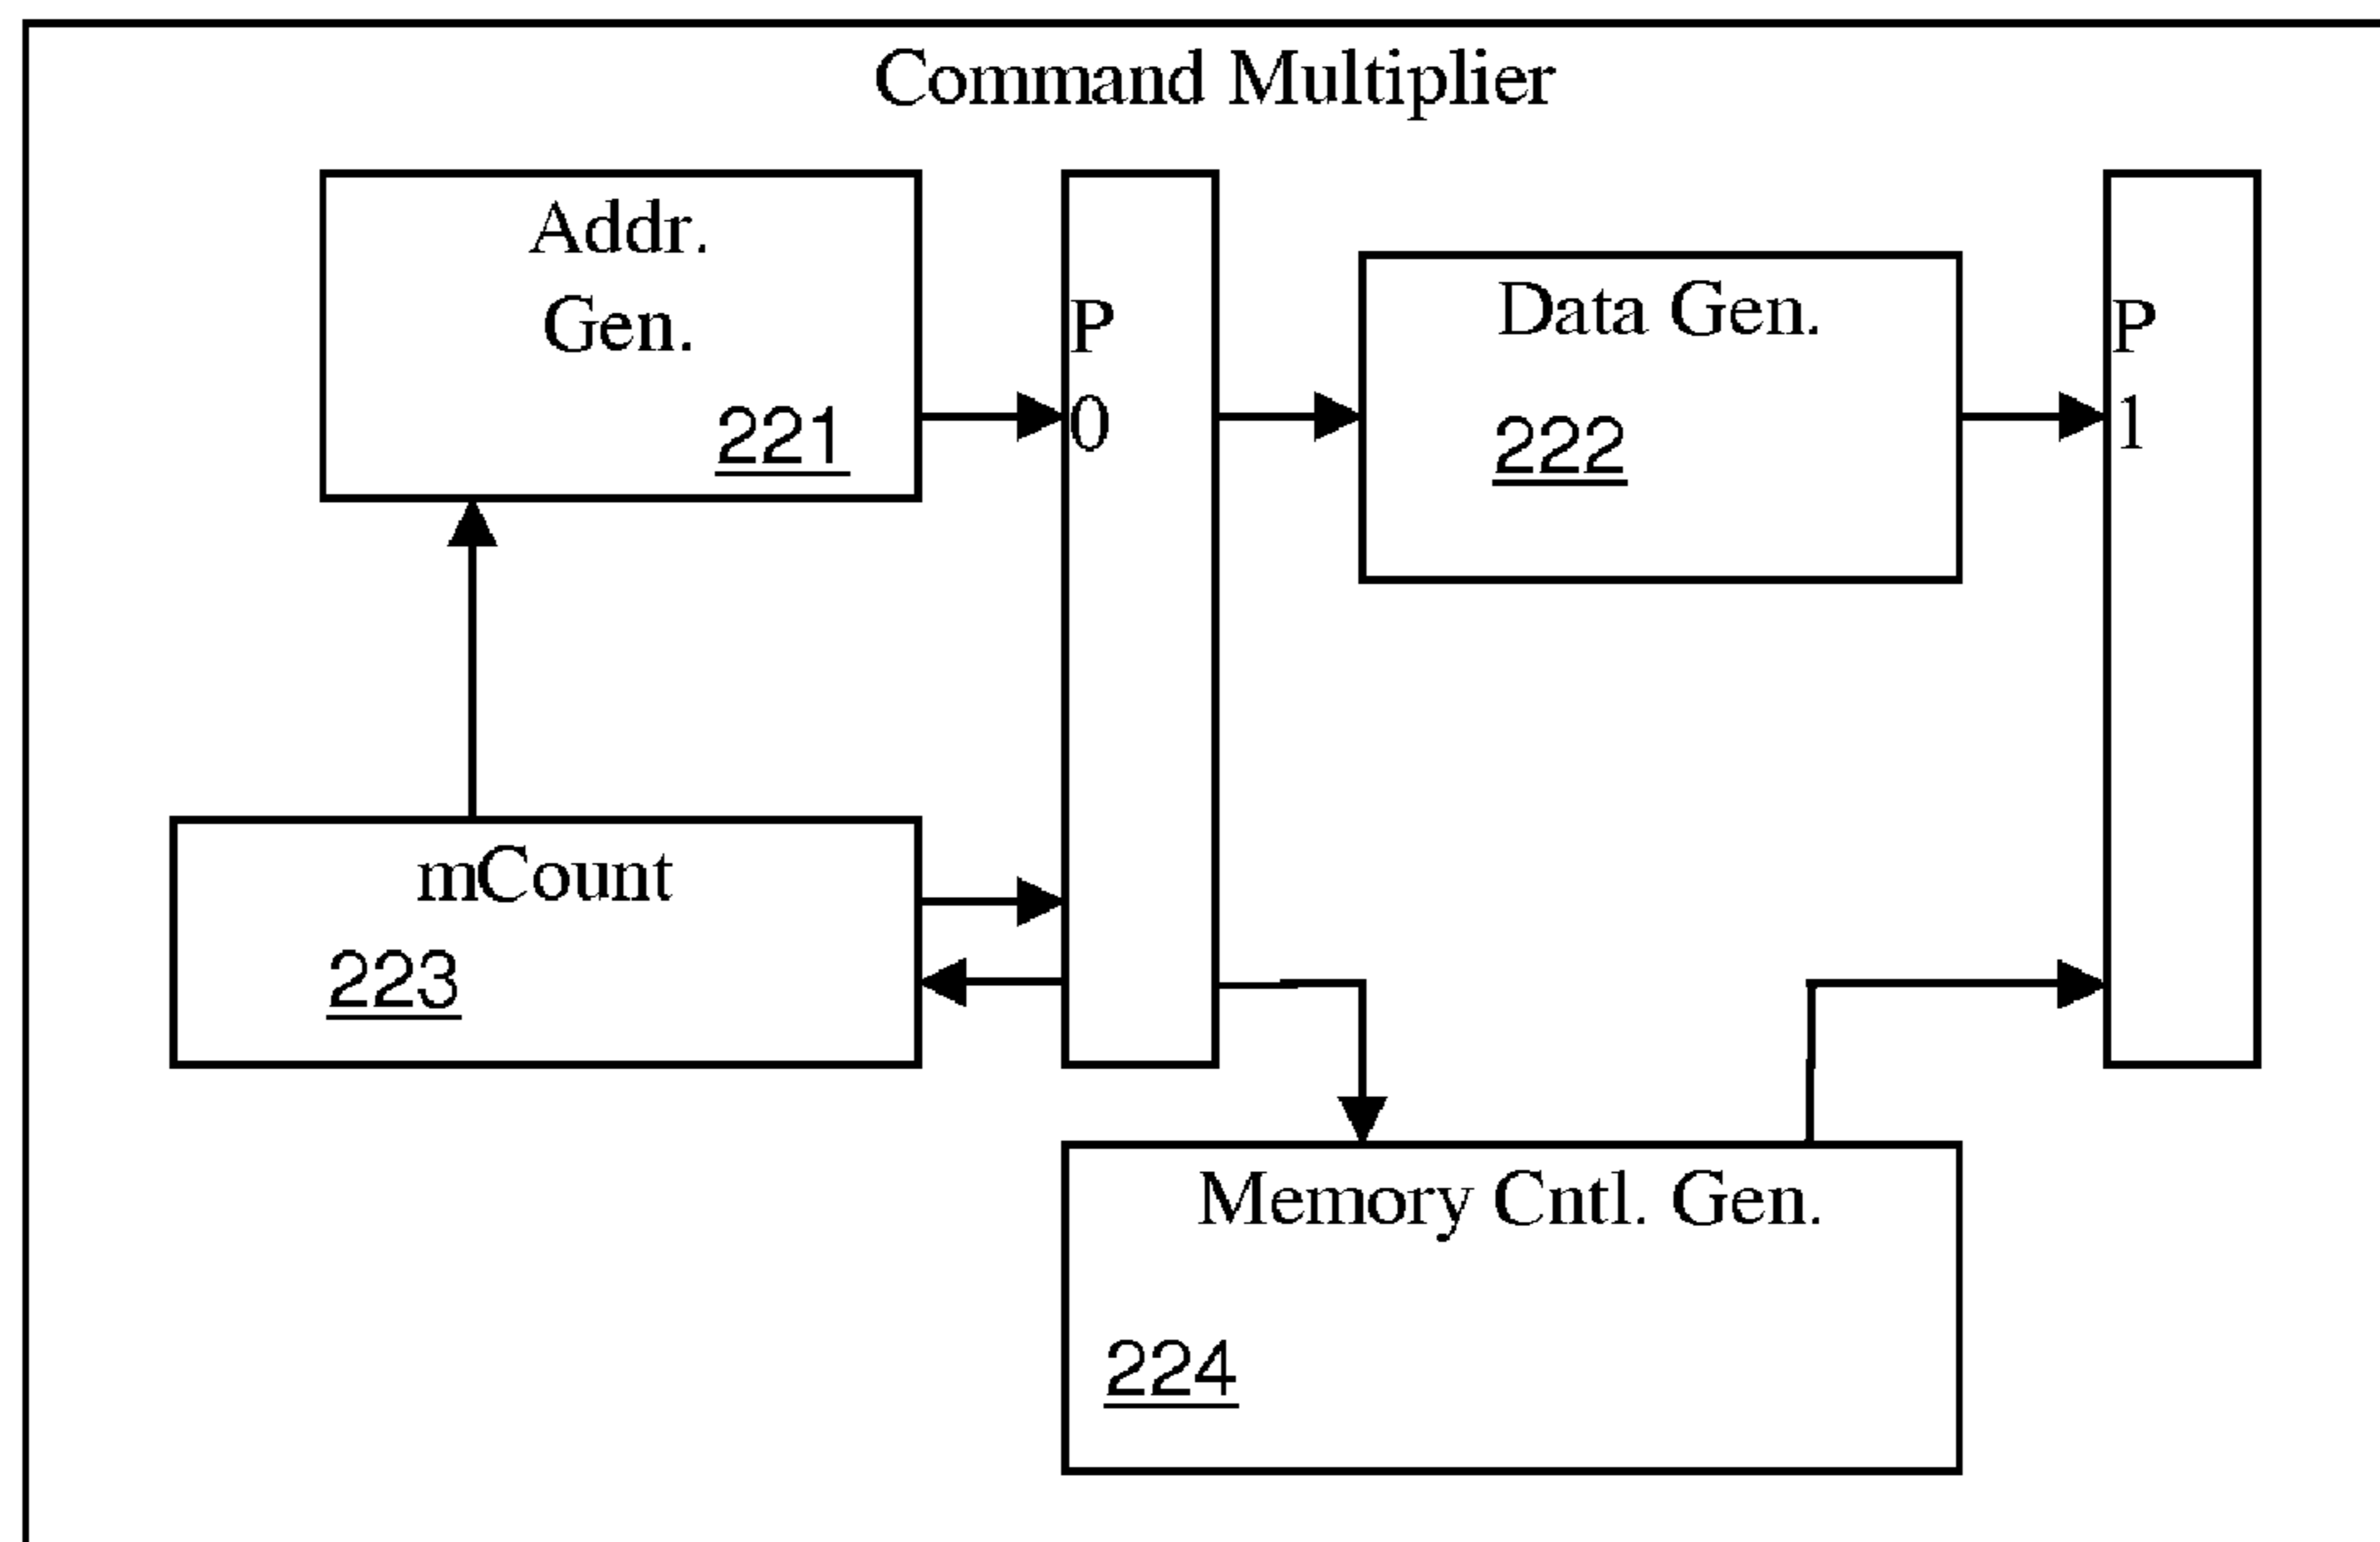 Command Multiplier
Addr.
Gen.
221
P
0
Data Gen.
222
P
1
mCount
223
Memory Cntl. Gen.
224